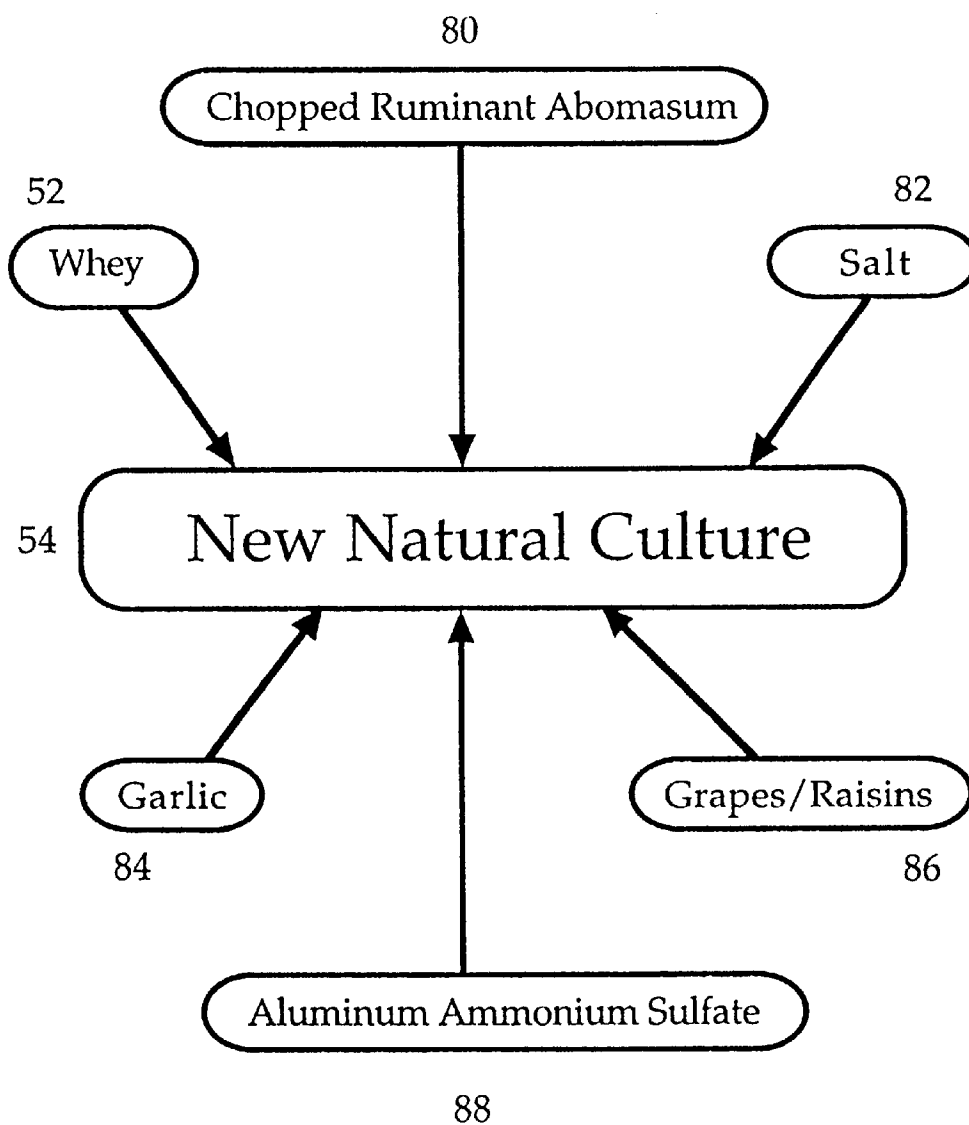 80
Chopped Ruminant Abomasum
52
82
Whey
Salt
54
New Natural Culture
Garlic
Grapes/Raisins
84
86
Aluminum Ammonium Sulfate
88